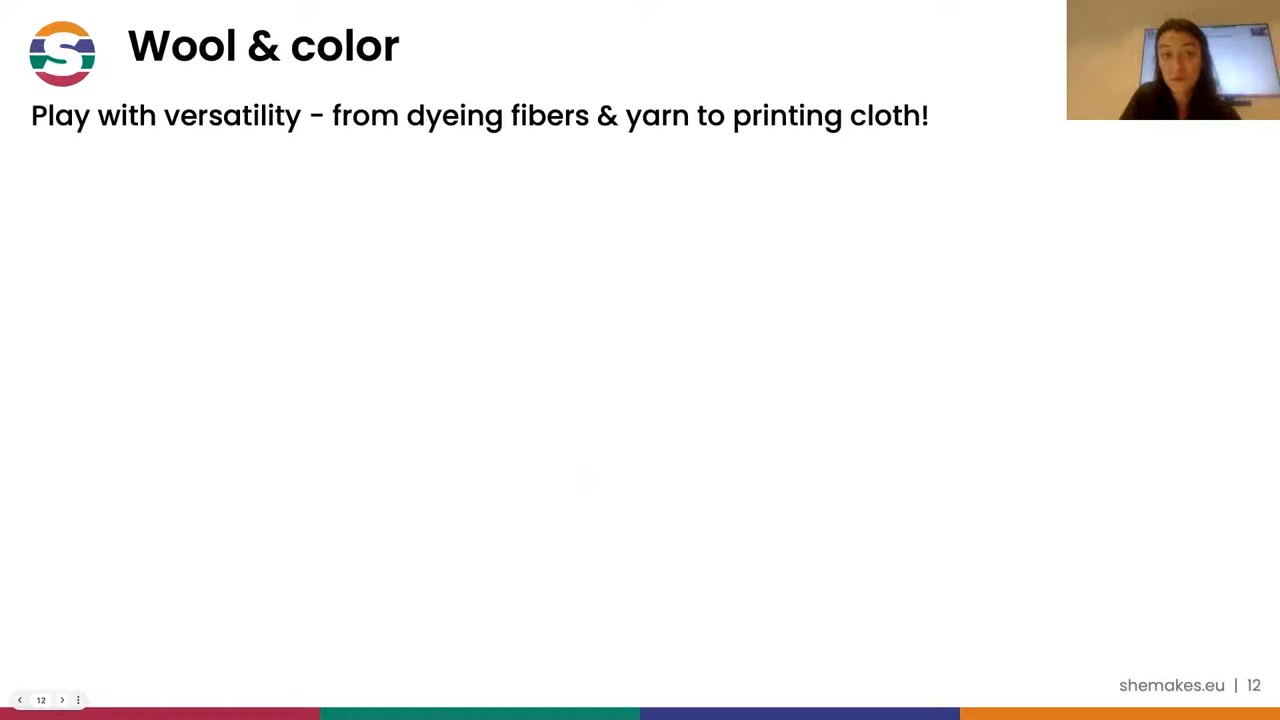 S
Wool & color
Play with versatility - from dyeing fibers & yarn to printing cloth!
shemakes.eu | 12
12